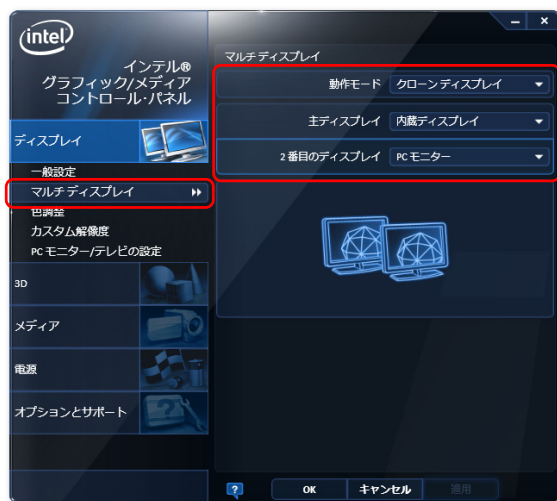 intel
インテル®
グラフィック/メディア
コントロール・パネル
ディスプレイ
一般設定
マルチディスプレイ
色調整
カスタム解像度
PC モニター/テレビの設定
3D
メディア
電源
オプションとサポート
マルチディスプレイ
動作モード クローンディスプレイ
主ディスプレイ 内蔵ディスプレイ
2 番目のディスプレイ PC モニター
? OK キャンセル 適用